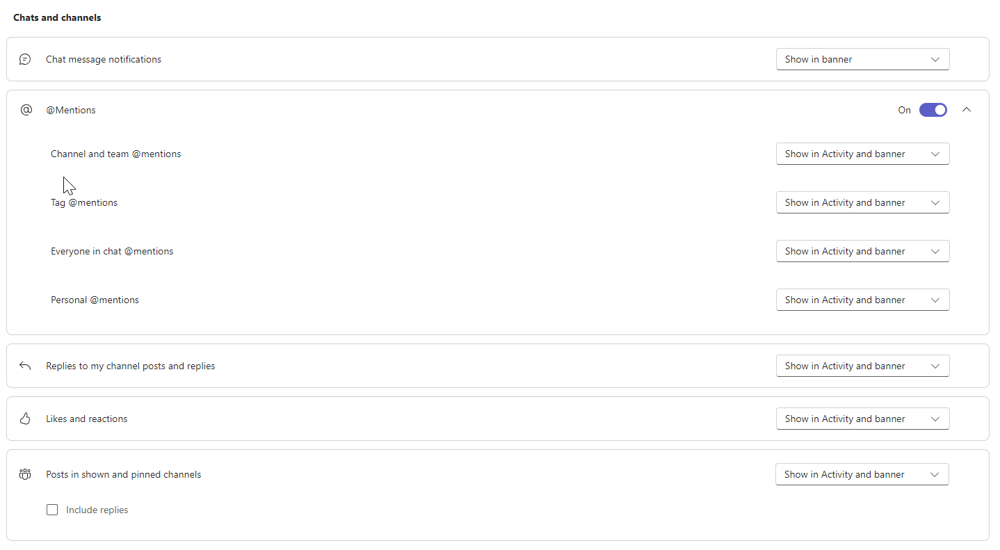 Chats and channels
Chat message notifications
Show in banner
@Mentions
On
Channel and team @mentions
Show in Activity and banner
Tag @mentions
Show in Activity and banner
Everyone in chat @mentions
Show in Activity and banner
Personal @mentions
Show in Activity and banner
Replies to my channel posts and replies
Show in Activity and banner
Likes and reactions
Show in Activity and banner
Posts in shown and pinned channels
Show in Activity and banner
Include replies